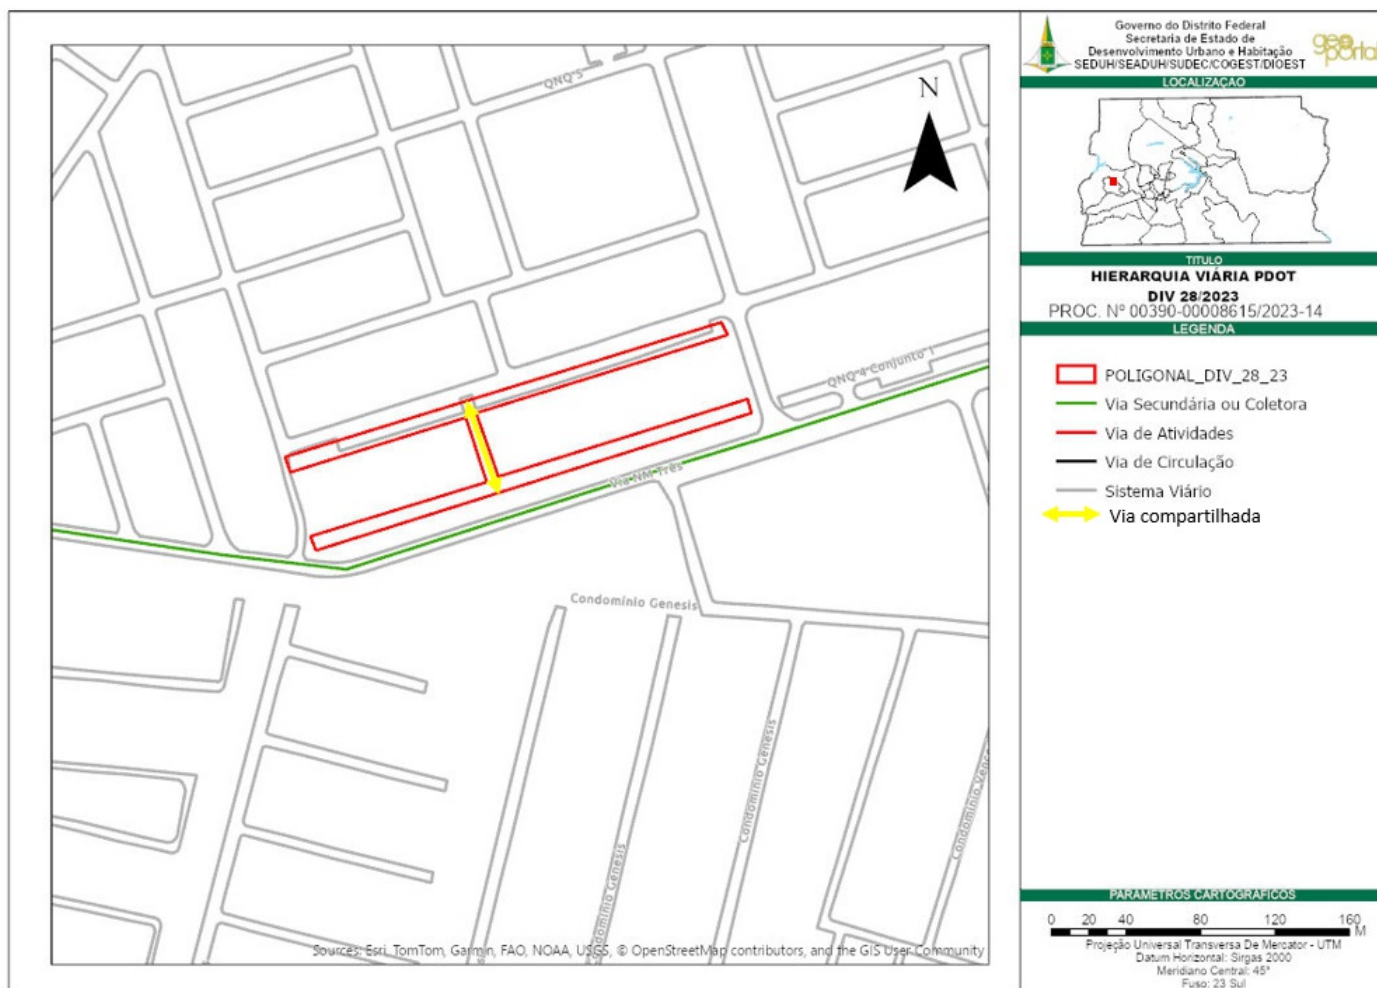 QNQ 5
N
QNQ 4 Conjunto 1
Via NM Três
Condomínio Genesis
Condomínio Genesis
Condomínio Genesis
Sources: Esri, TomTom, Garmin, FAO, NOAA, USGS, © OpenStreetMap contributors, and the GIS User Community
Governo do Distrito Federal
Secretaria de Estado de
Desenvolvimento Urbano e Habitação
SEDUH/SEADUH/SUDEC/COGEST/DIOEST
geo
portal
LOCALIZAÇÃO
TITULO
HIERARQUIA VIÁRIA PDOT
DIV 28/2023
PROC. Nº 00390-00008615/2023-14
LEGENDA
POLIGONAL_DIV_28_23
Via Secundária ou Coletora
Via de Atividades
Via de Circulação
Sistema Viário
Via compartilhada
PARÂMETROS CARTOGRÁFICOS
0 20 40 80 120 160
M
Projeção Universal Transversa De Mercator - UTM
Datum Horizontal: Sirgas 2000
Meridiano Central: 45°
Fuso: 23 Sul